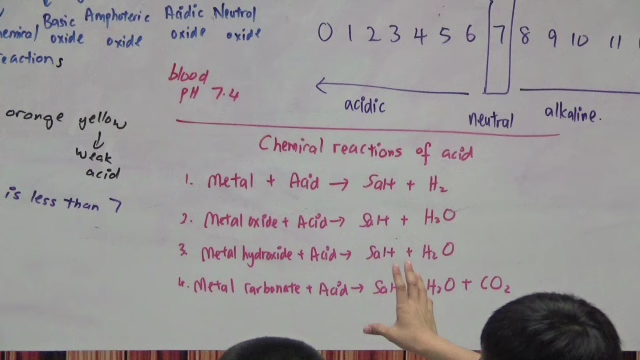 Basic Amphoteric Acidic Neutral
oxide oxide oxide oxide
reactions
orange yellow
weak
acid
is less than 7
0 1 2 3 4 5 6 7 8 9 10 11
acidic neutral alkaline.
blood
pH 7.4
Chemical reactions of acid
1. Metal + Acid → Salt + H₂
2. Metal oxide + Acid → Salt + H₂O
3. Metal hydroxide + Acid → Salt + H₂O
4. Metal carbonate + Acid → Salt H₂O + CO₂